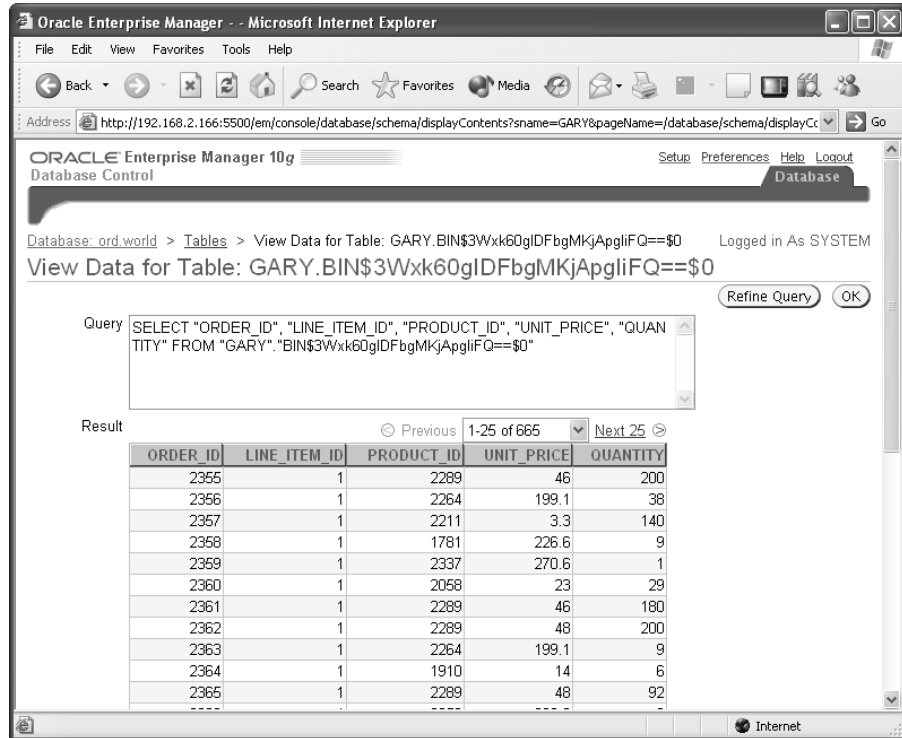 Oracle Enterprise Manager - - Microsoft Internet Explorer
File Edit View Favorites Tools Help
Back Search Favorites Media
Address http://192.168.2.166:5500/em/console/database/schema/displayContents?sname=GARY&pageName=/database/schema/displayCc Go
ORACLE Enterprise Manager 10g
Setup Preferences Help Logout
Database Control
Database
Database: ord.world > Tables > View Data for Table: GARY.BIN$3Wxk60glDFbgMKjApgliFQ==$0 Logged in As SYSTEM
View Data for Table: GARY.BIN$3Wxk60glDFbgMKjApgliFQ==$0
Refine Query OK
Query SELECT "ORDER_ID", "LINE_ITEM_ID", "PRODUCT_ID", "UNIT_PRICE", "QUAN
TITY" FROM "GARY"."BIN$3Wxk60glDFbgMKjApgliFQ==$0"
Result Previous 1-25 of 665 Next 25
ORDER_ID LINE_ITEM_ID PRODUCT_ID UNIT_PRICE QUANTITY
2355 1 2289 46 200
2356 1 2264 199.1 38
2357 1 2211 3.3 140
2358 1 1781 226.6 9
2359 1 2337 270.6 1
2360 1 2058 23 29
2361 1 2289 46 180
2362 1 2289 48 200
2363 1 2264 199.1 9
2364 1 1910 14 6
2365 1 2289 48 92
Internet